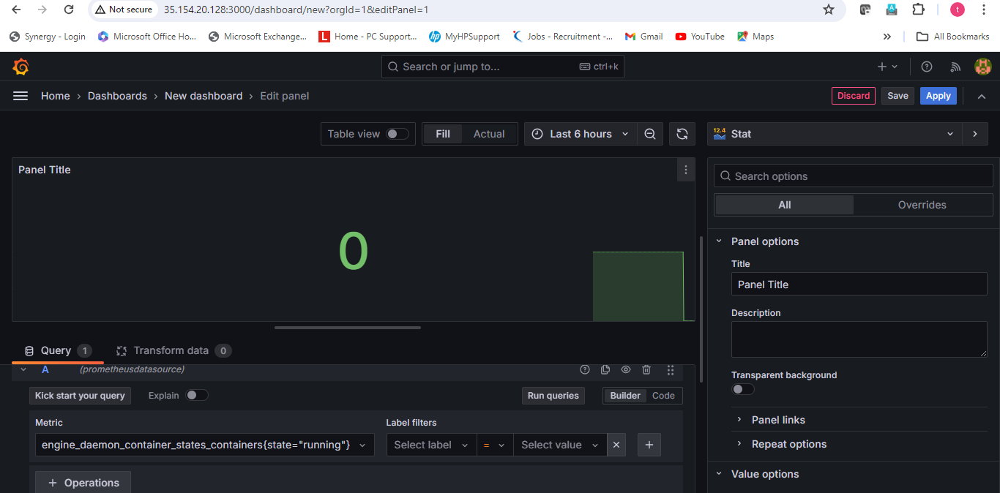 Not secure 35.154.20.128:3000/dashboard/new?orgId=1&editPanel=1 t
Synergy - Login Microsoft Office Ho... Microsoft Exchange... L Home - PC Support... hp MyHPSupport Jobs - Recruitment -... Gmail YouTube Maps » All Bookmarks
Search or jump to... ctrl+k
Home › Dashboards › New dashboard › Edit panel Discard Save Apply
Table view Fill Actual Last 6 hours 12.4 Stat
Panel Title
Search options
All Overrides
0
Panel options
Title
Panel Title
Description
Query 1 Transform data 0
A (prometheusdatasource)
Transparent background
Kick start your query Explain Run queries Builder Code
Panel links
Metric Label filters
engine_daemon_container_states_containers{state="running"} Select label = Select value
Repeat options
Value options
+ Operations